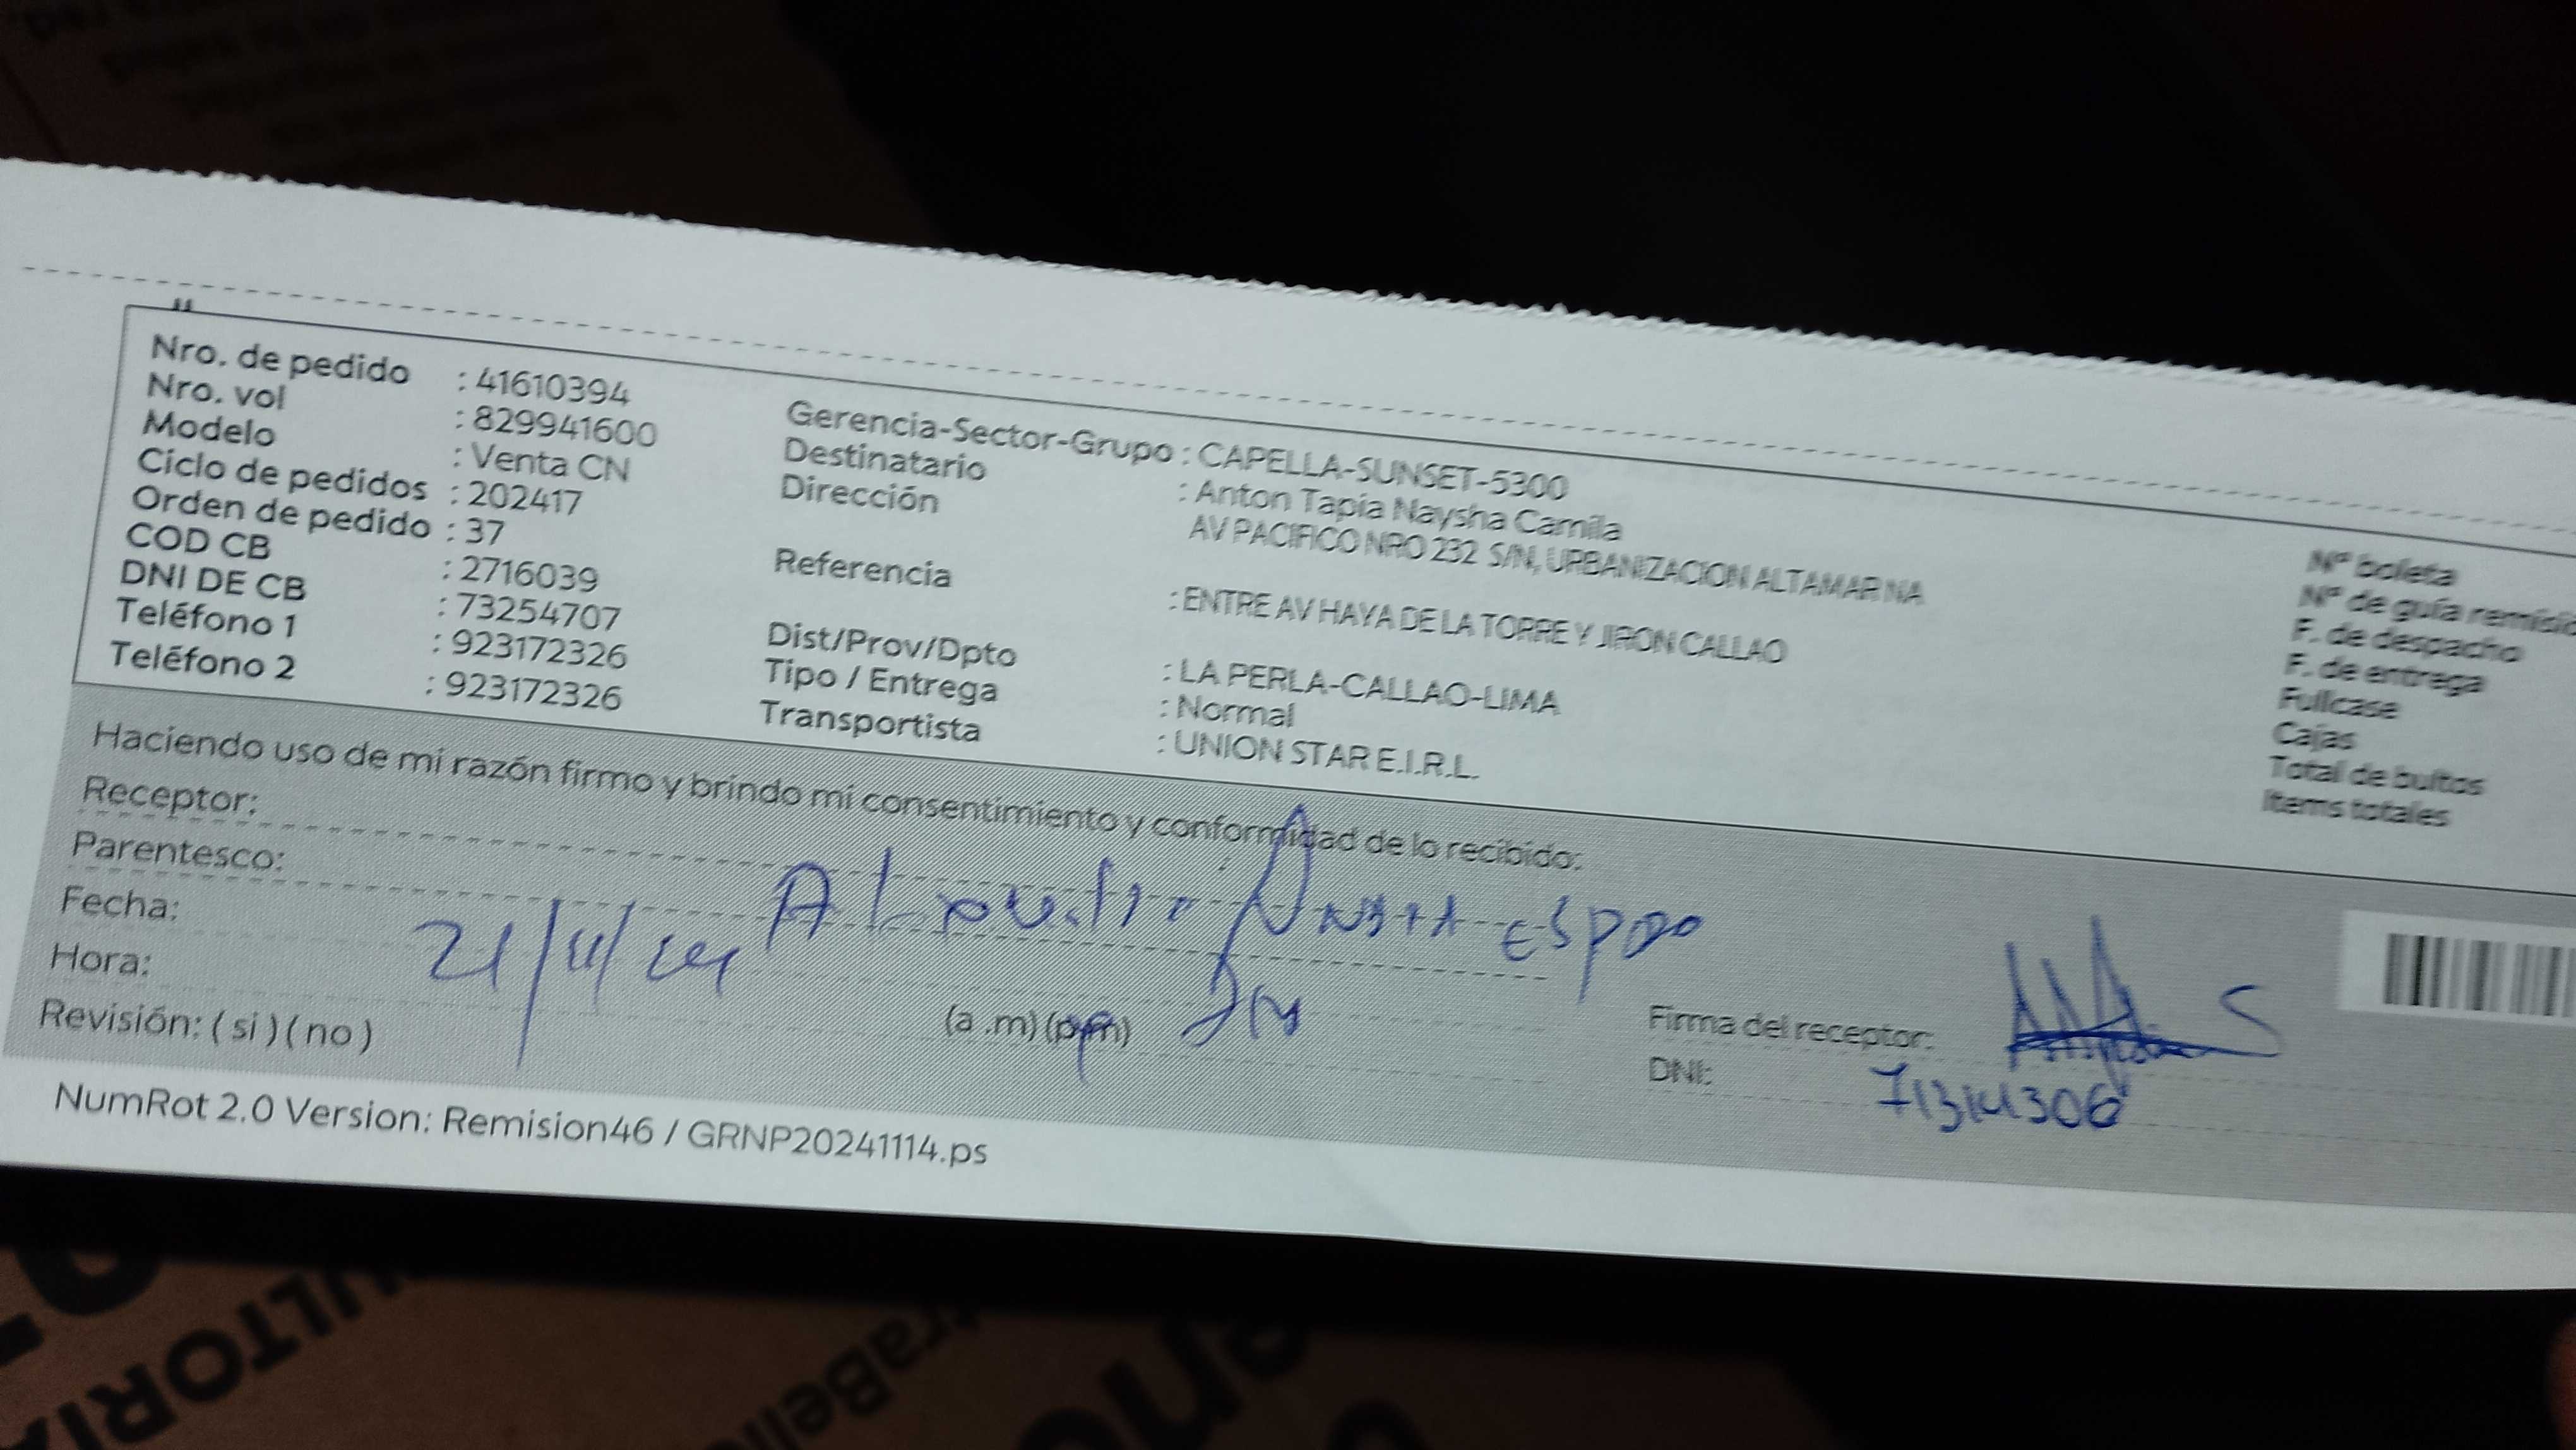 Nro. de pedido : 41610394
Nro. vol : 829941600
Modelo : Venta CN
Ciclo de pedidos : 202417
Orden de pedido : 37
COD CB : 2716039
DNI DE CB : 73254707
Teléfono 1 : 923172326
Teléfono 2 : 923172326
Gerencia-Sector-Grupo : CAPELLA-SUNSET-5300
Destinatario : Anton Tapia Naysha Camila
Dirección AV PACIFICO NRO 232 S/N, URBANIZACION ALTAMAR NA
Referencia : ENTRE AV HAYA DE LA TORRE Y JIRON CALLAO
Dist/Prov/Dpto : LA PERLA-CALLAO-LIMA
Tipo / Entrega : Normal
Transportista : UNION STAR E.I.R.L.
N° boleta
N° de guía
F. de despacho
F. de entrega
Fullcase
Cajas
Total de bultos
Items totales
Haciendo uso de mi razón firmo y brindo mi consentimiento y conformidad de lo recibido:
Receptor:
Parentesco:
Fecha: 21/11/24
Hora: (a .m) (p.m)
Revisión: ( si ) ( no )
Firma del receptor:
DNI:
NumRot 2.0 Version: Remision46 / GRNP20241114.ps